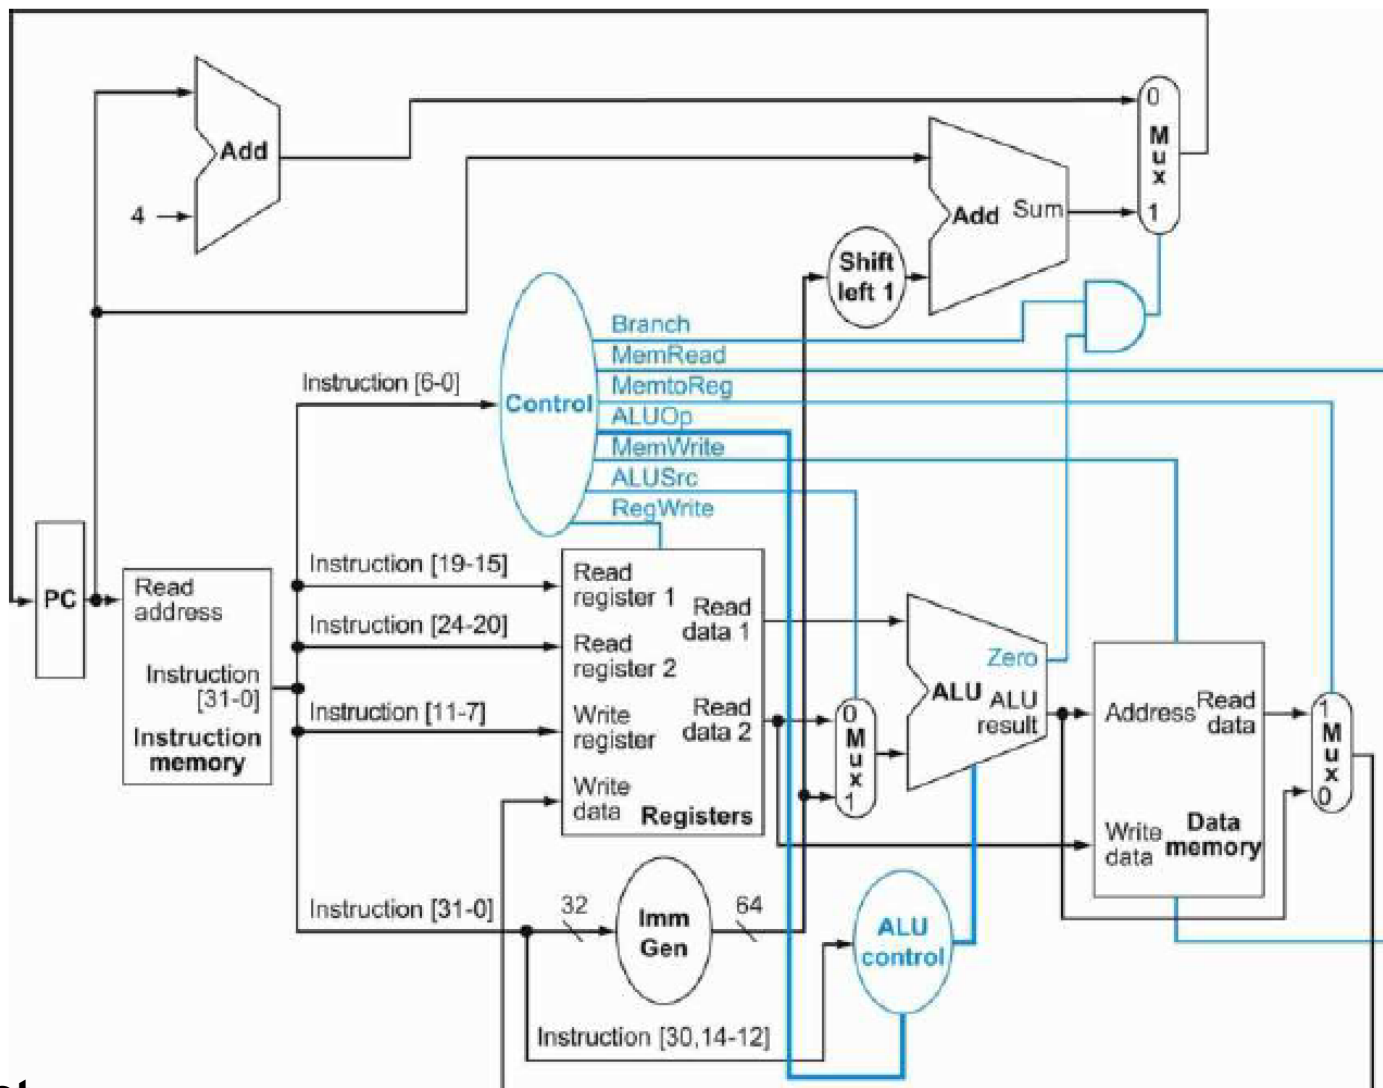 0
M
u
x
1
Add
4
Add Sum
Shift
left 1
Branch
MemRead
MemtoReg
ALUOp
MemWrite
ALUSrc
RegWrite
Control
Instruction [6-0]
Instruction [19-15]
Instruction [24-20]
Instruction [11-7]
Instruction [31-0]
PC
Read
address
Instruction
[31-0]
Instruction
memory
Read
register 1
Read
register 2
Write
register
Write
data
Read
data 1
Read
data 2
Registers
0
M
u
x
1
Zero
ALU
ALU
result
Address
Read
data
Write
data
Data
memory
1
M
u
x
0
32
Imm
Gen
64
ALU
control
Instruction [30,14-12]